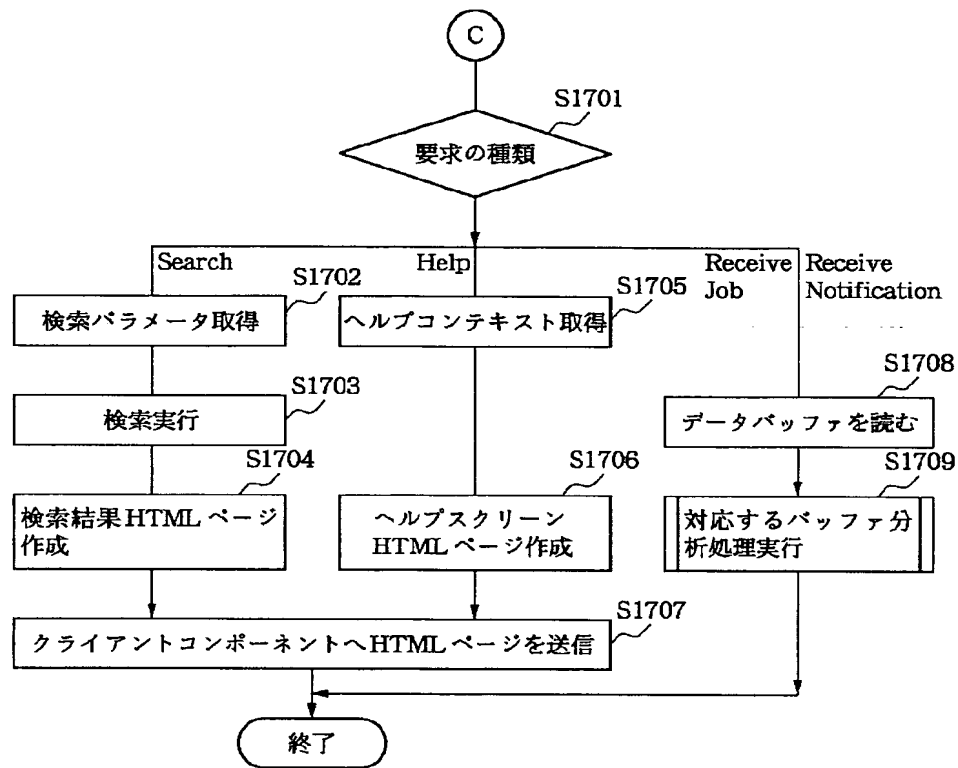 C
S1701
要求の種類
Search
Help
Receive
Job
Receive
Notification
S1702
検索パラメータ取得
S1705
ヘルプコンテキスト取得
S1703
検索実行
S1708
データバッファを読む
S1704
検索結果HTMLページ
作成
S1706
ヘルプスクリーン
HTMLページ作成
S1709
対応するバッファ分
析処理実行
S1707
クライアントコンポーネントへHTMLページを送信
終了